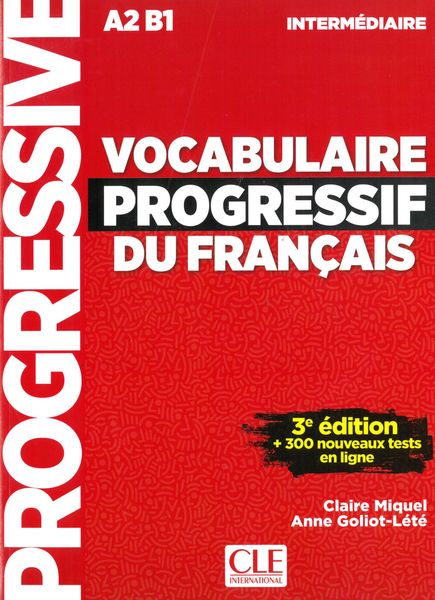 A2 B1
INTERMÉDIAIRE
PROGRESSIVE
VOCABULAIRE
PROGRESSIF
DU FRANÇAIS
3e édition
+ 300 nouveaux tests
en ligne
Claire Miquel
Anne Goliot-Lété
CLE
INTERNATIONAL